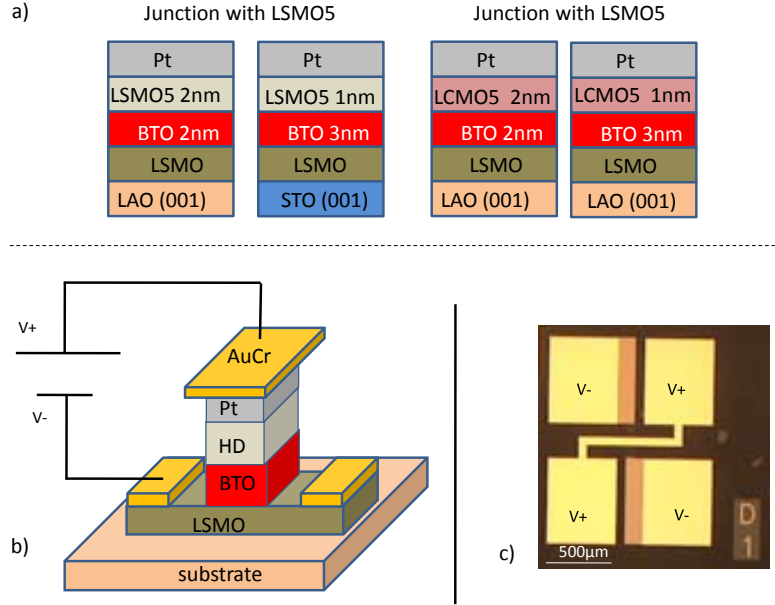 a)
Junction with LSMO5
Junction with LSMO5
Pt
Pt
Pt
Pt
LSMO5 2nm
LSMO5 1nm
LCMO5 2nm
LCMO5 1nm
BTO 2nm
BTO 3nm
BTO 2nm
BTO 3nm
LSMO
LSMO
LSMO
LSMO
LAO (001)
STO (001)
LAO (001)
LAO (001)
V+
V-
AuCr
Pt
HD
BTO
LSMO
substrate
b)
V-
V+
V+
V-
D
1
500µm
c)